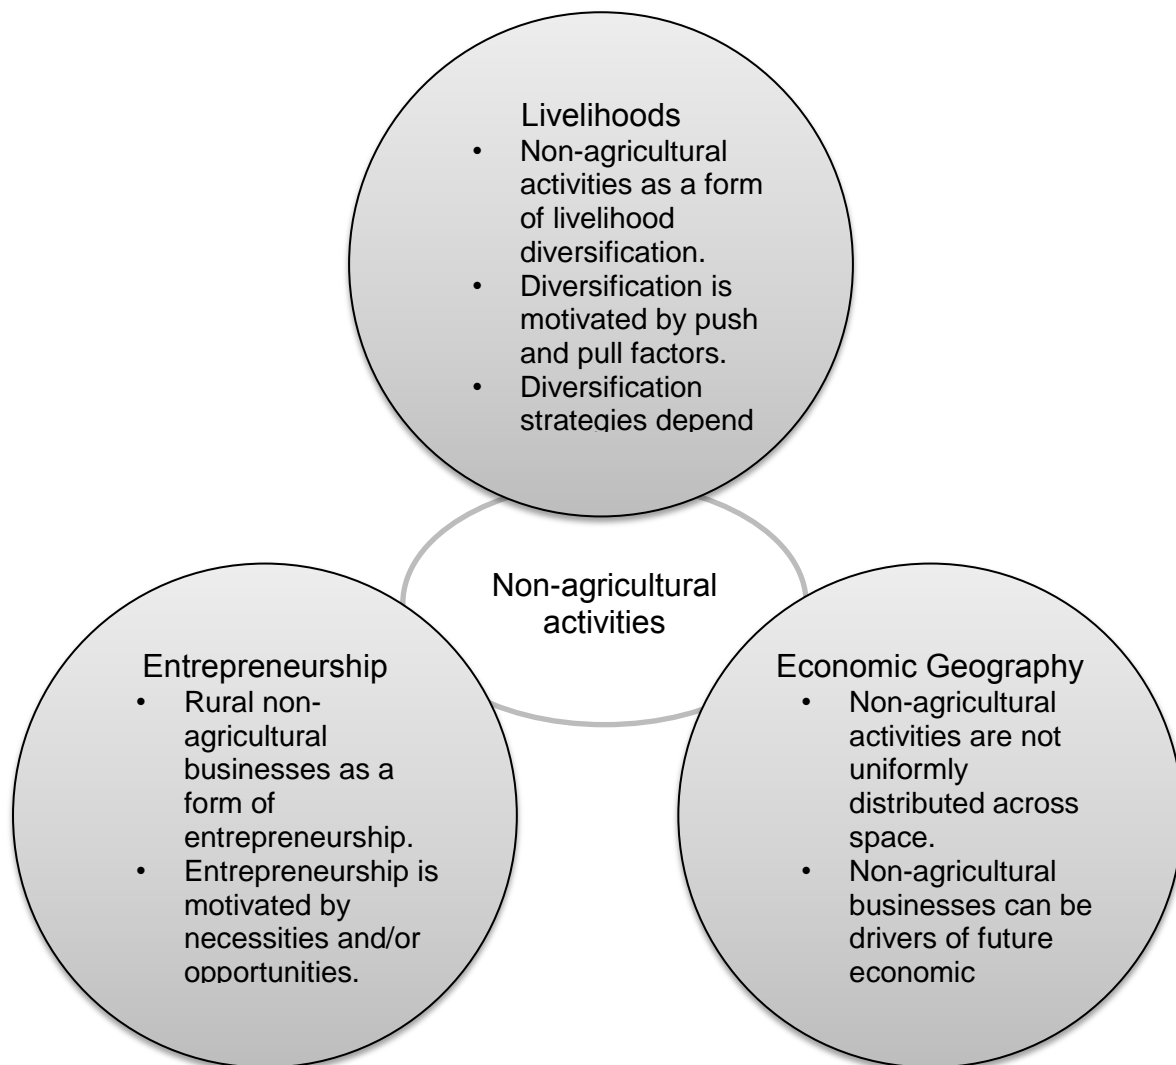 Livelihoods
• Non-agricultural
activities as a form
of livelihood
diversification.
• Diversification is
motivated by push
and pull factors.
• Diversification
strategies depend
Non-agricultural
activities
Entrepreneurship
• Rural non-
agricultural
businesses as a
form of
entrepreneurship.
• Entrepreneurship is
motivated by
necessities and/or
opportunities.
Economic Geography
• Non-agricultural
activities are not
uniformly
distributed across
space.
• Non-agricultural
businesses can be
drivers of future
economic